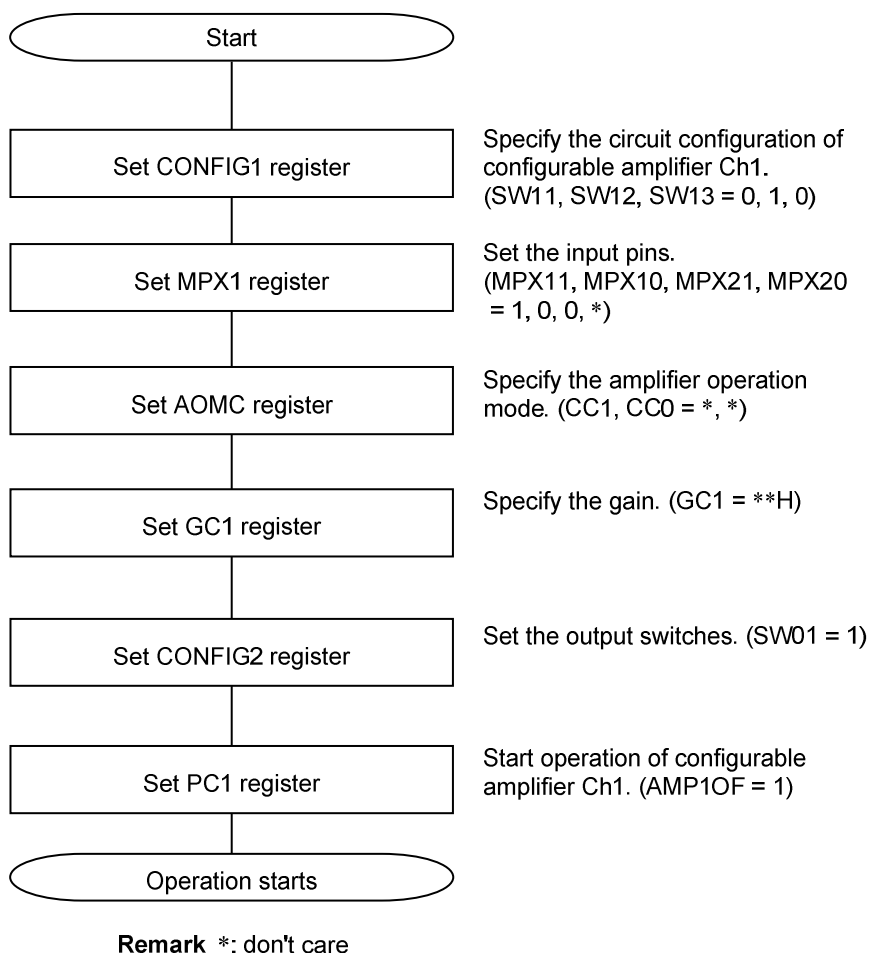 Start
Set CONFIG1 register
Specify the circuit configuration of
configurable amplifier Ch1.
(SW11, SW12, SW13 = 0, 1, 0)
Set MPX1 register
Set the input pins.
(MPX11, MPX10, MPX21, MPX20
= 1, 0, 0, *)
Set AOMC register
Specify the amplifier operation
mode. (CC1, CC0 = *, *)
Set GC1 register
Specify the gain. (GC1 = **H)
Set CONFIG2 register
Set the output switches. (SW01 = 1)
Set PC1 register
Start operation of configurable
amplifier Ch1. (AMP1OF = 1)
Operation starts
Remark *: don't care